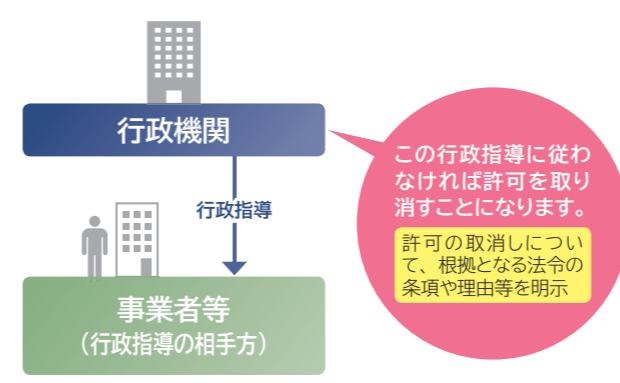 行政機関
行政指導
事業者等
（行政指導の相手方）
この行政指導に従わ
なければ許可を取り
消すことになります。
許可の取消しについ
て、根拠となる法令の
条項や理由等を明示